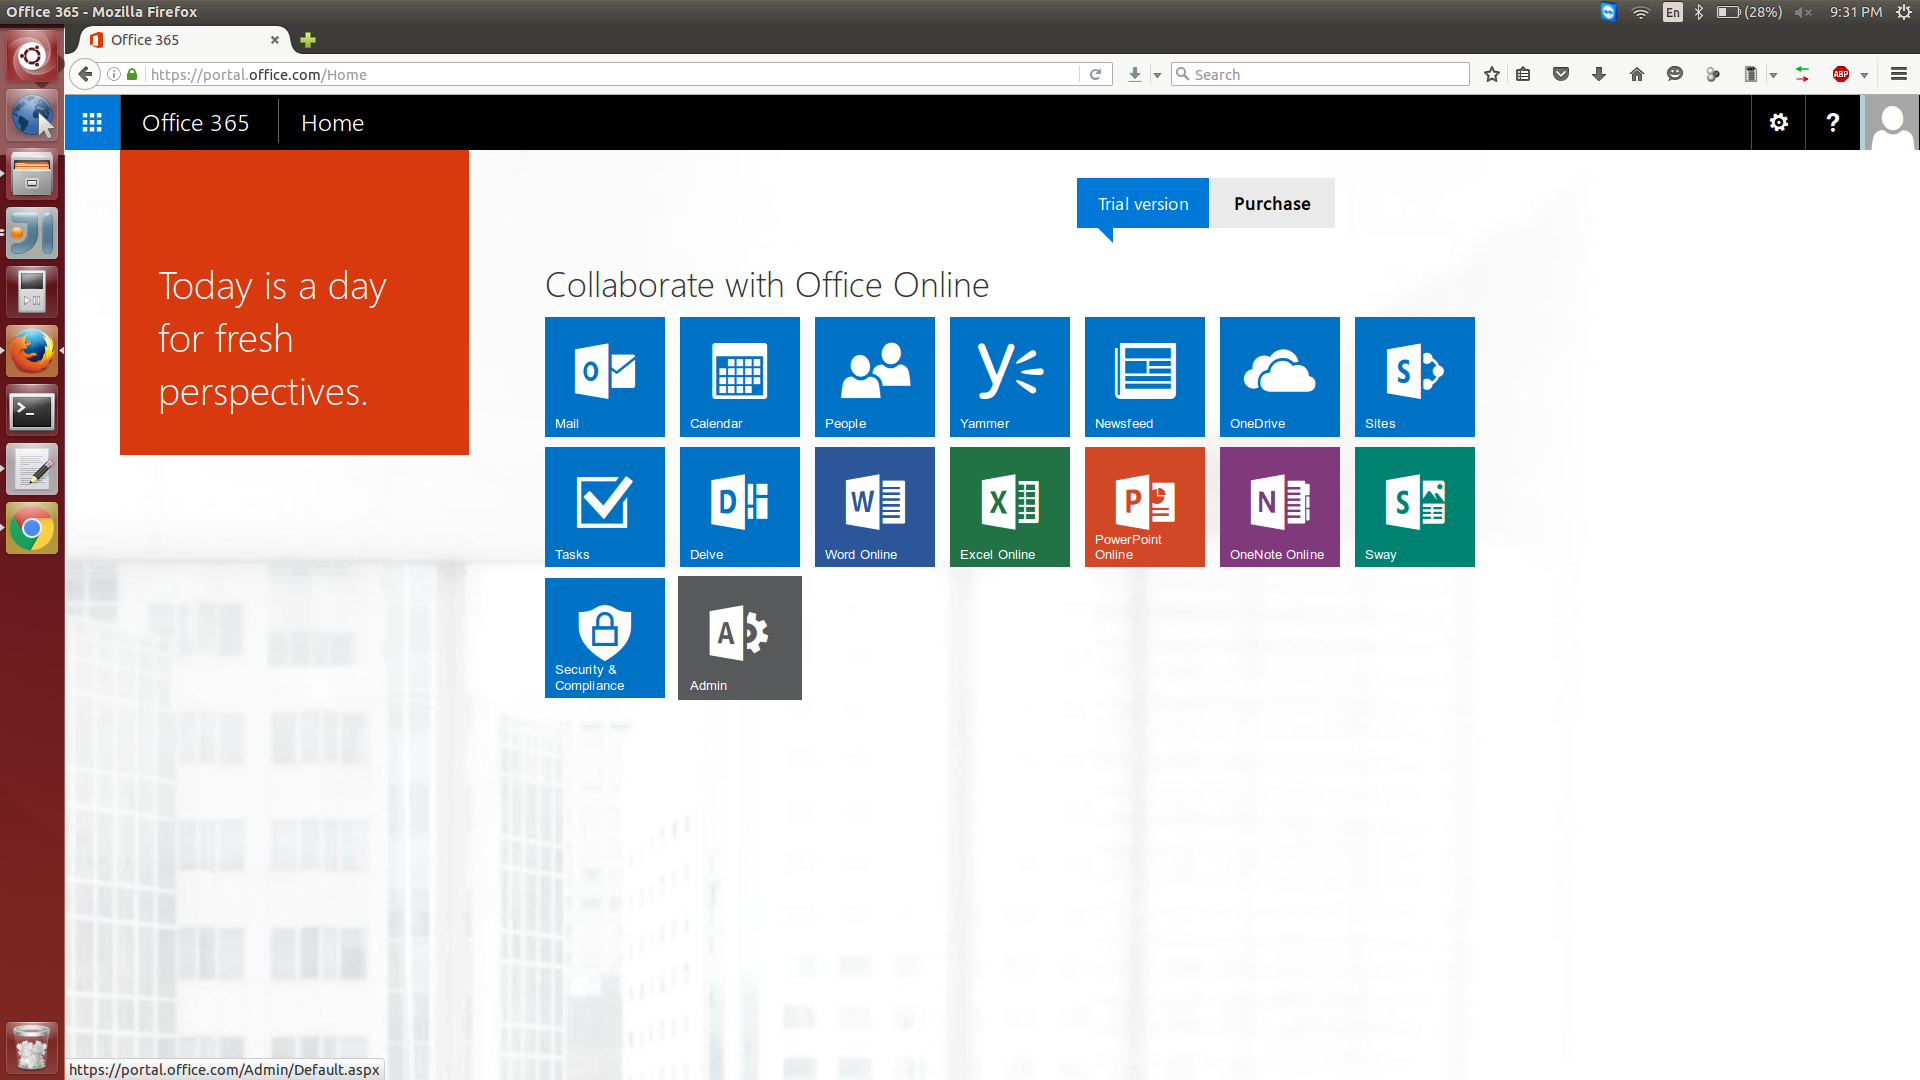 Office 365 - Mozilla Firefox
En
(28%)
9:31 PM
Office 365
https://portal.office.com/Home
Search
ABP
Office 365
Home
?
Trial version
Purchase
Today is a day
for fresh
perspectives.
Collaborate with Office Online
Mail
Calendar
People
Yammer
Newsfeed
OneDrive
Sites
Tasks
Delve
Word Online
Excel Online
PowerPoint
Online
OneNote Online
Sway
Security &
Compliance
Admin
https://portal.office.com/Admin/Default.aspx